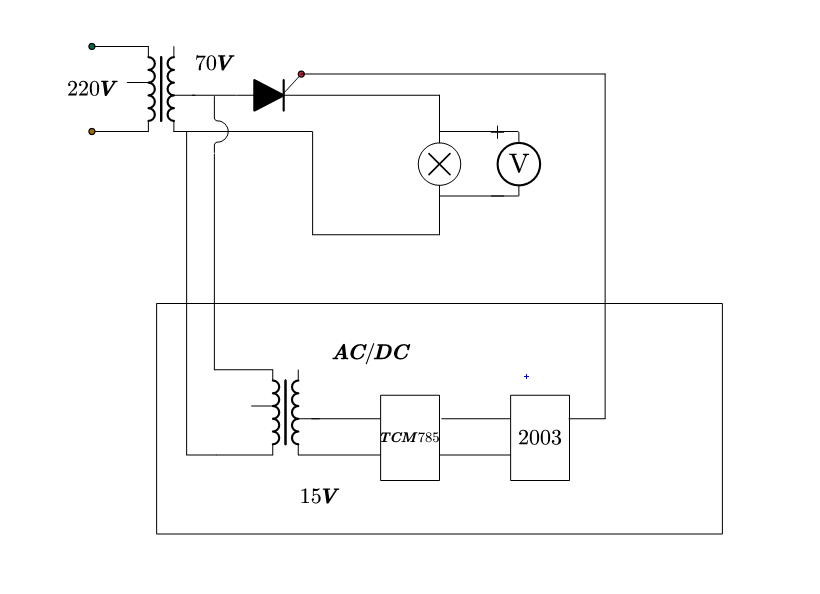 70V
220V
V
AC/DC
TCM785
2003
15V